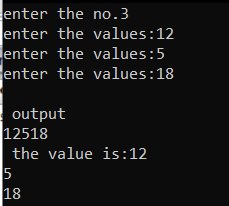 enter the no.3
enter the values:12
enter the values:5
enter the values:18
output
12518
the value is:12
5
18